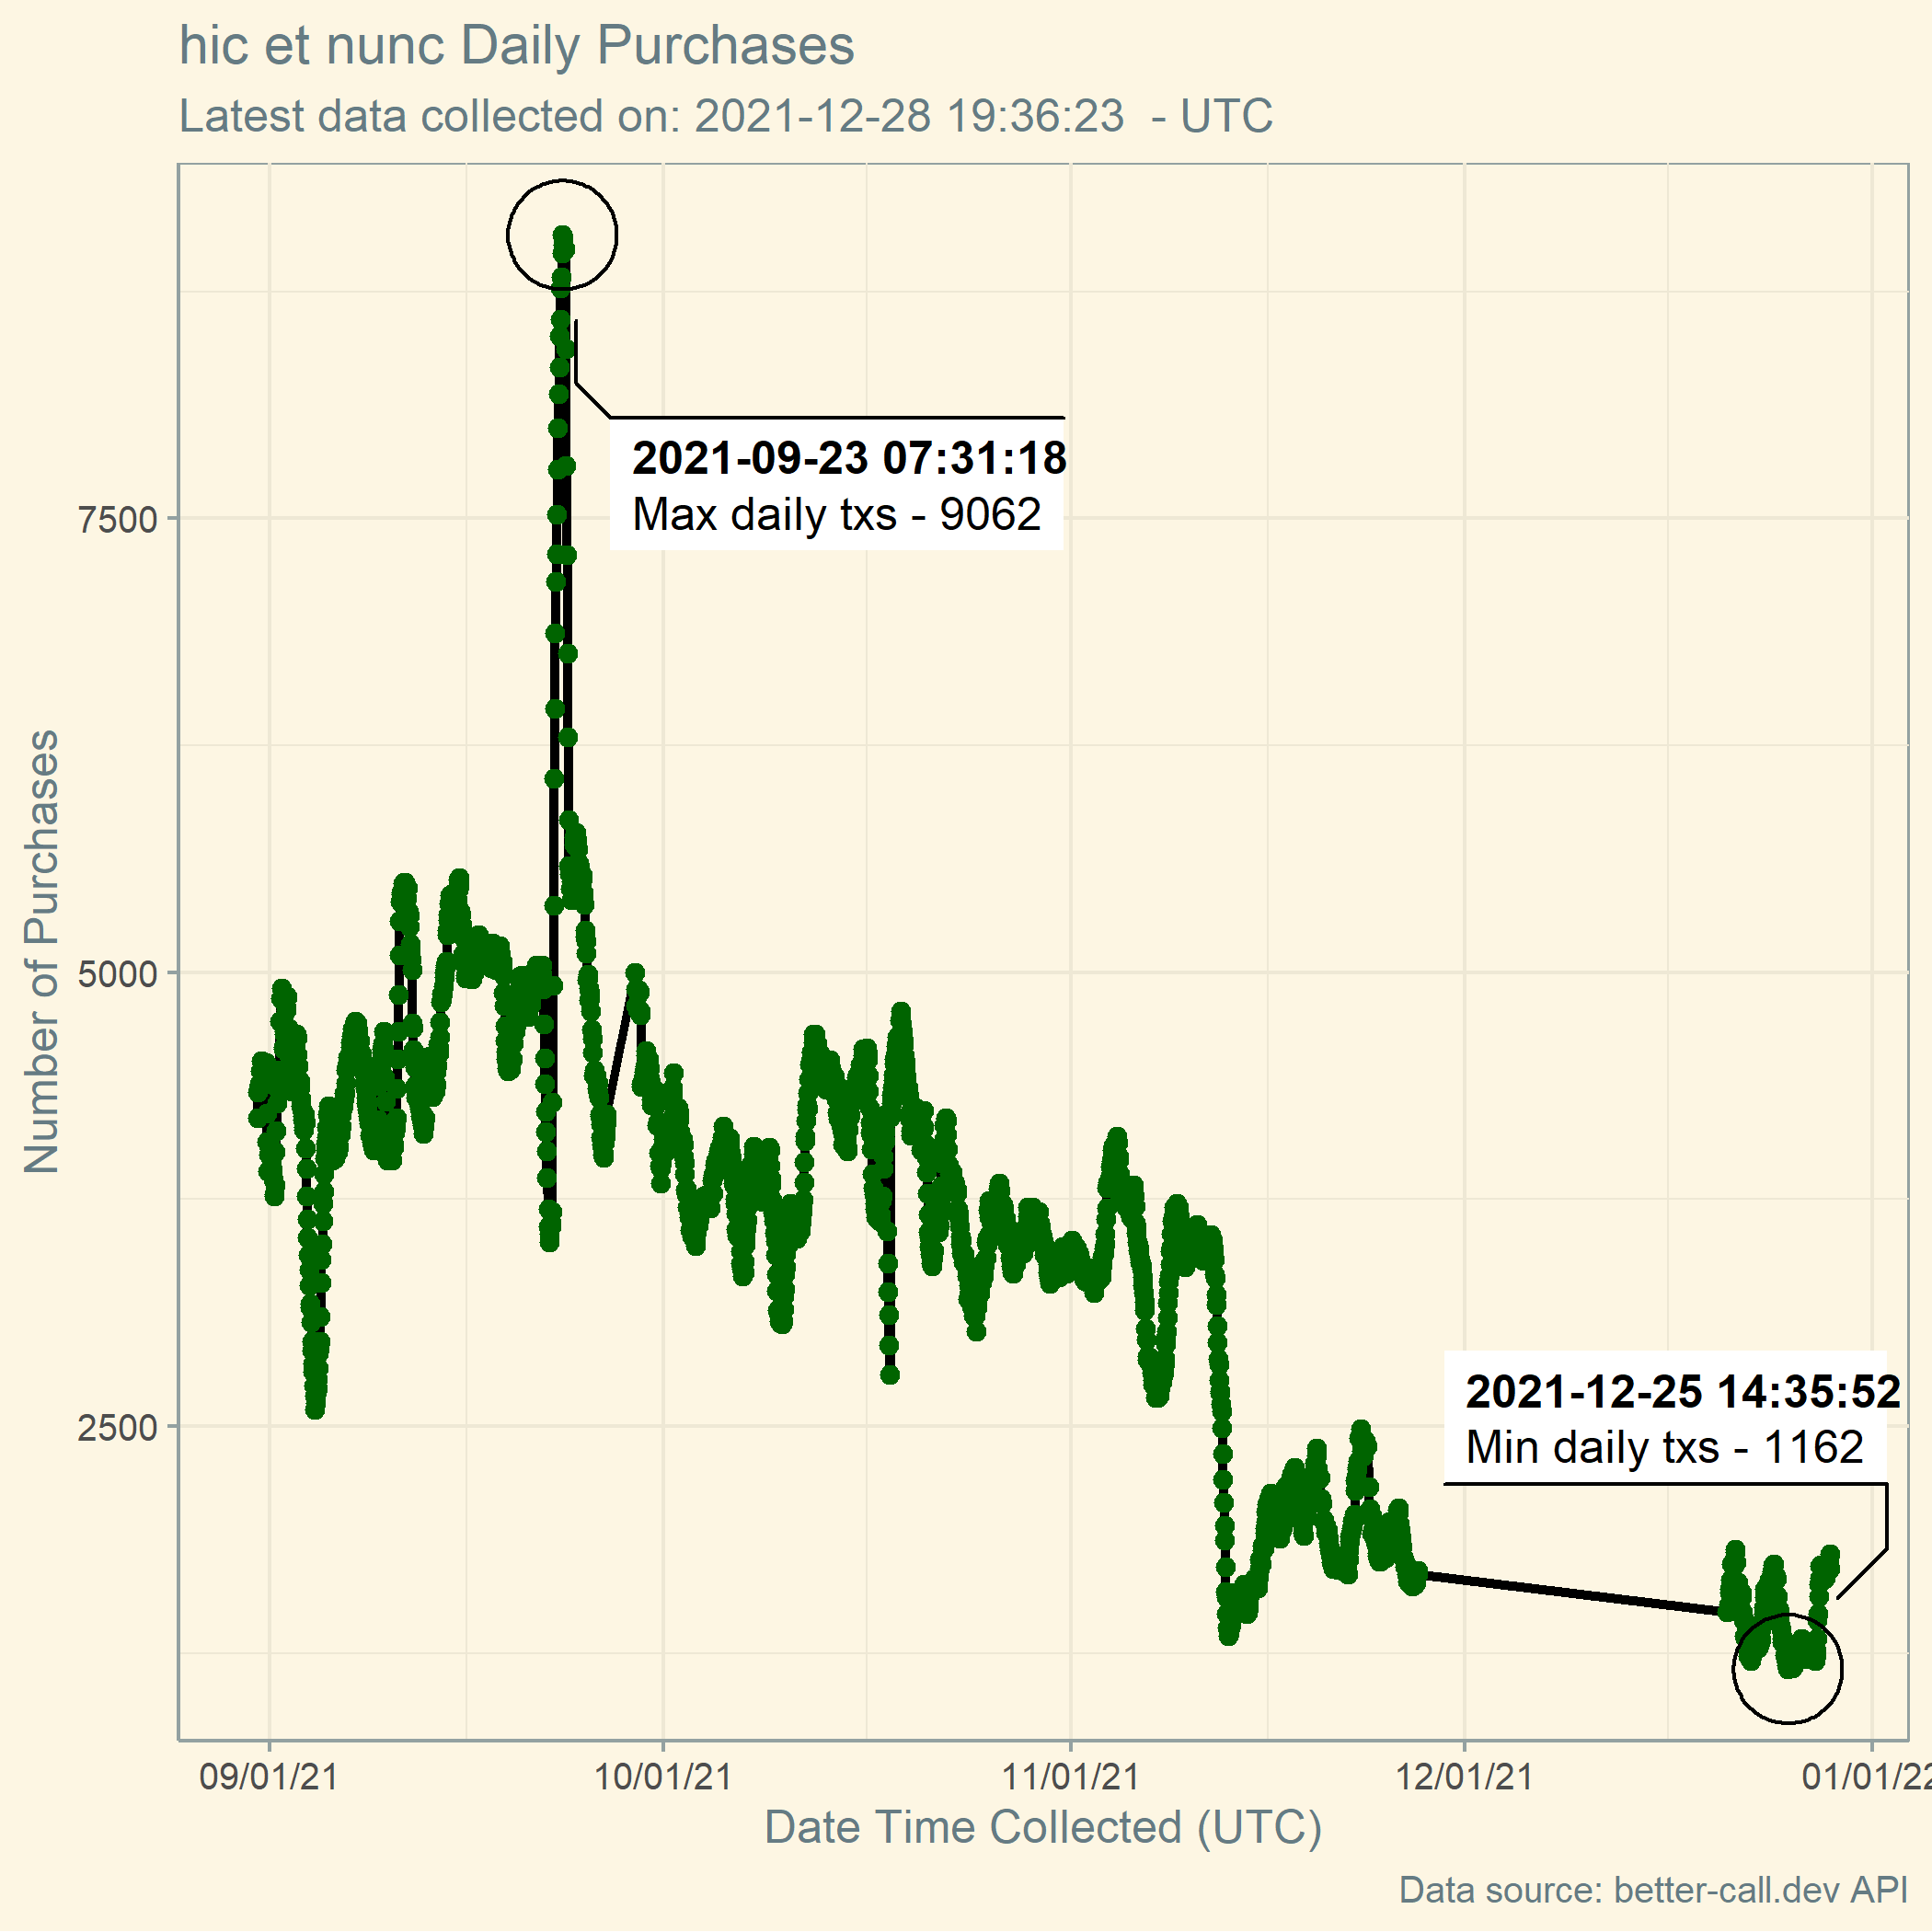 hic et nunc Daily Purchases
Latest data collected on: 2021-12-28 19:36:23  - UTC
2021-09-23 07:31:18
Max daily txs - 9062
7500
5000
2500
Number of Purchases
2021-12-25 14:35:52
Min daily txs - 1162
09/01/21
10/01/21
11/01/21
12/01/21
01/01/22
Date Time Collected (UTC)
Data source: better-call.dev API